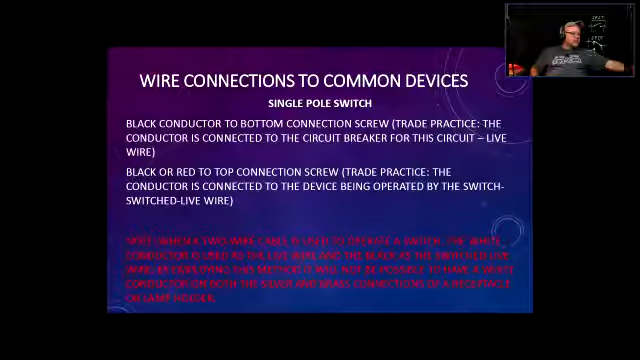 WIRE CONNECTIONS TO COMMON DEVICES
SINGLE POLE SWITCH
BLACK CONDUCTOR TO BOTTOM CONNECTION SCREW (TRADE PRACTICE: THE
CONDUCTOR IS CONNECTED TO THE CIRCUIT BREAKER FOR THIS CIRCUIT – LIVE
WIRE)
BLACK OR RED TO TOP CONNECTION SCREW (TRADE PRACTICE: THE
CONDUCTOR IS CONNECTED TO THE DEVICE BEING OPERATED BY THE SWITCH-
SWITCHED-LIVE WIRE)
NOTE: WHEN A TWO-WIRE CABLE IS USED TO OPERATE A SWITCH, THE WHITE
CONDUCTOR IS USED AS THE LIVE WIRE AND THE BLACK AS THE SWITCHED LIVE
WIRE. BY EMPLOYING THIS METHOD IT WILL NOT BE POSSIBLE TO HAVE A WHITE
CONDUCTOR ON BOTH THE SILVER AND BRASS CONNECTIONS OF A RECEPTACLE
OR LAMP HOLDER.